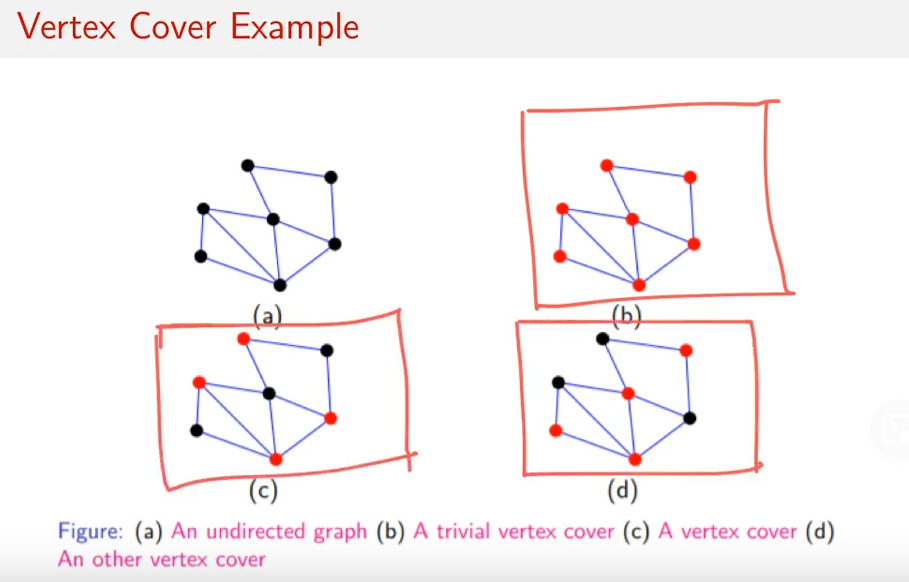 Vertex Cover Example
(a)
(b)
(c)
(d)
Figure: (a) An undirected graph (b) A trivial vertex cover (c) A vertex cover (d)
An other vertex cover